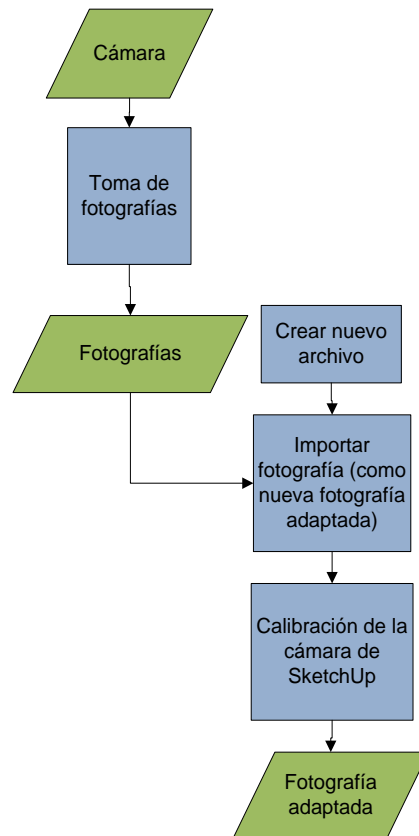 Cámara
Toma de
fotografías
Fotografías
Crear nuevo
archivo
Importar
fotografía (como
nueva fotografía
adaptada)
Calibración de la
cámara de
SketchUp
Fotografía
adaptada